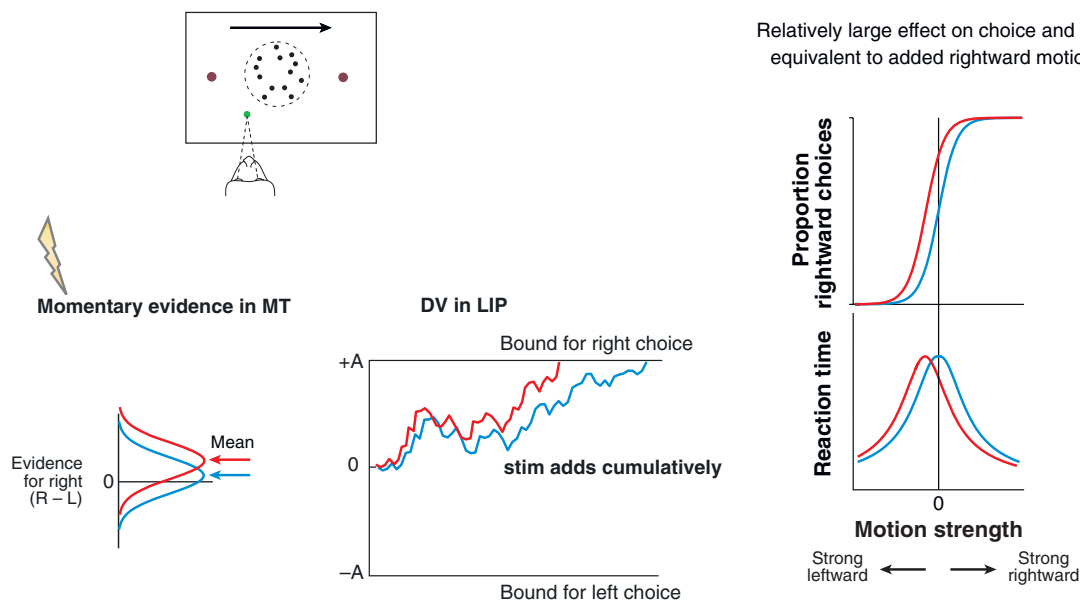 Relatively large effect on choice and
equivalent to added rightward motio
Momentary evidence in MT
Mean
Evidence
for right
(R – L)
0
DV in LIP
Bound for right choice
+A
0
stim adds cumulatively
–A
Bound for left choice
Proportion
rightward choices
Reaction time
0
Motion strength
Strong
leftward
Strong
rightward